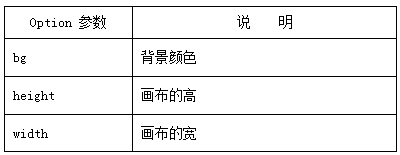 Option 参数 说 明
bg 背景颜色
height 画布的高
width 画布的宽